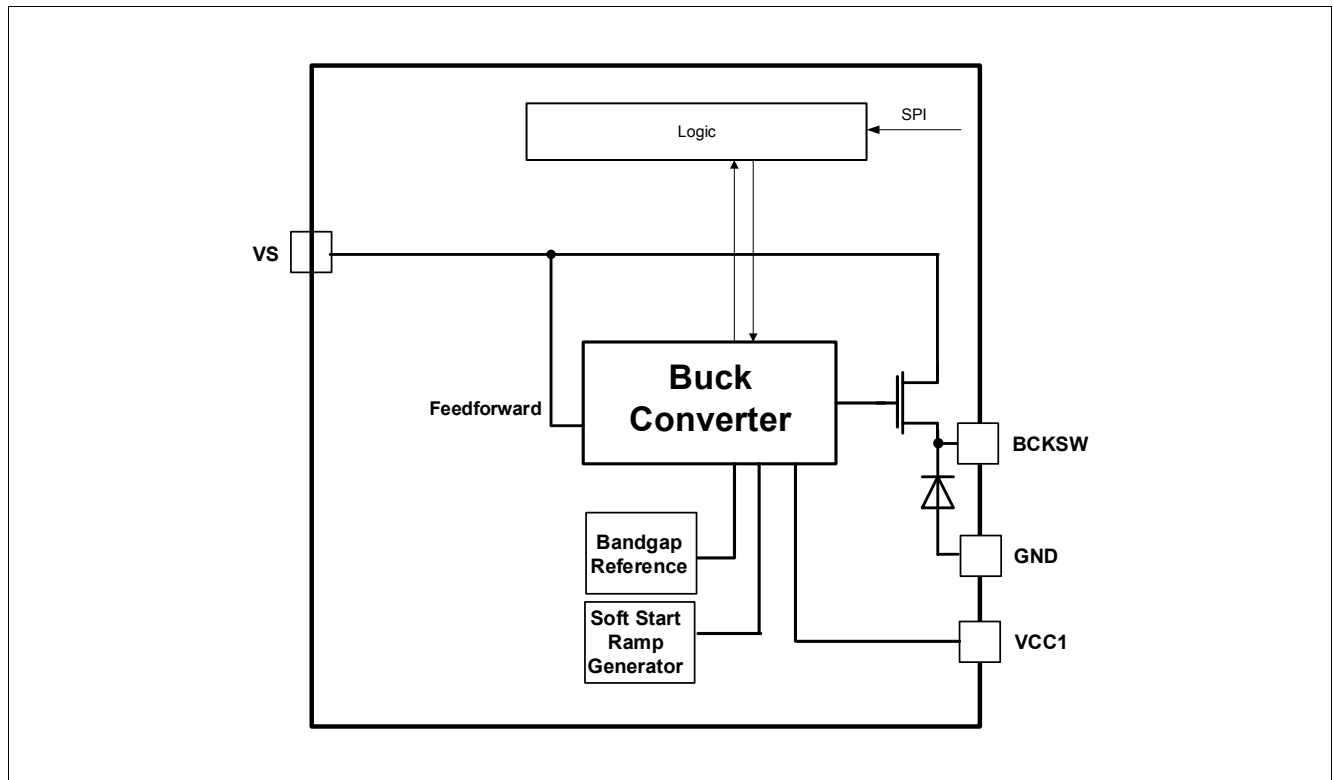 SPI
Logic
VS
Buck
Converter
Feedforward
BCKSW
Bandgap
Reference
GND
Soft Start
Ramp
Generator
VCC1